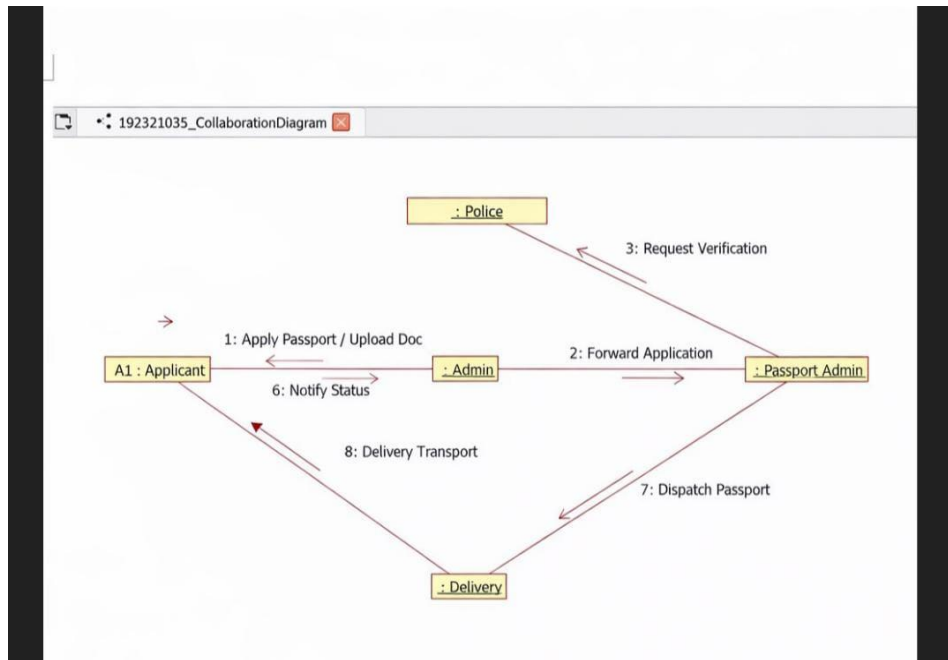 192321035_CollaborationDiagram
: Police
3: Request Verification
1: Apply Passport / Upload Doc
2: Forward Application
A1 : Applicant
: Admin
: Passport Admin
6: Notify Status
8: Delivery Transport
7: Dispatch Passport
: Delivery